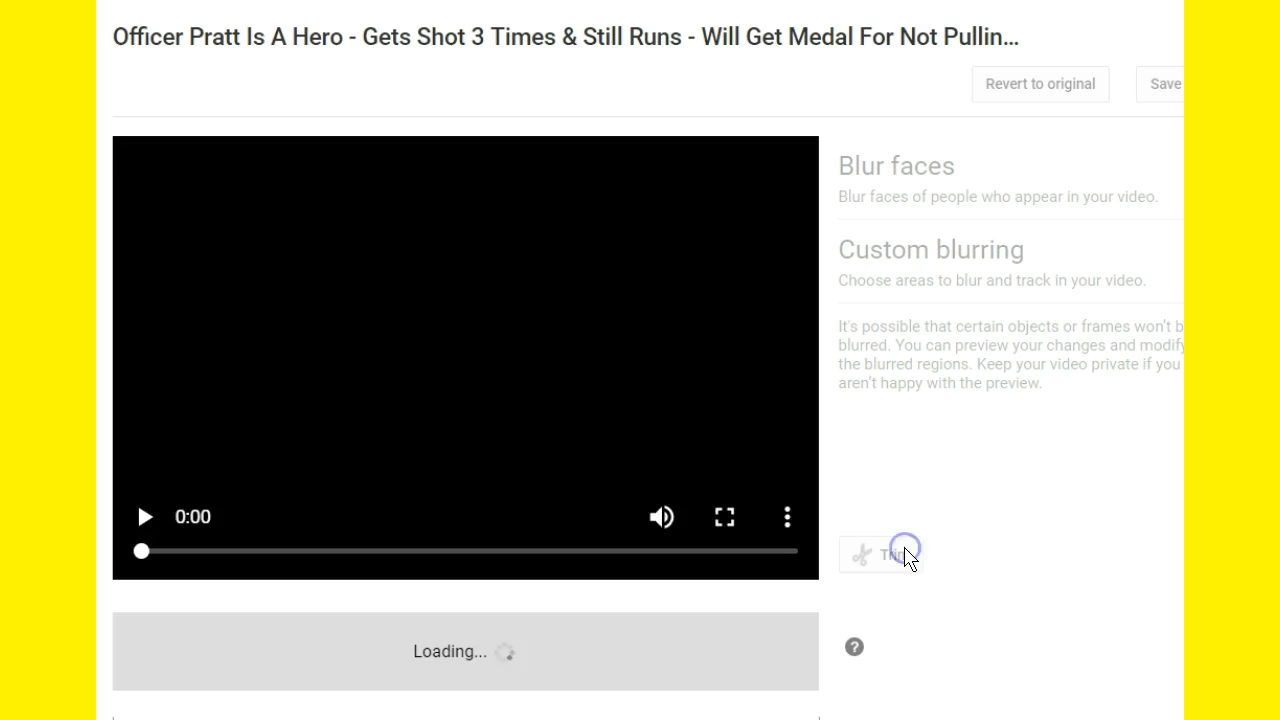 Officer Pratt Is A Hero - Gets Shot 3 Times & Still Runs - Will Get Medal For Not Pullin...
Revert to original
Save
Blur faces
Blur faces of people who appear in your video.
Custom blurring
Choose areas to blur and track in your video.
It's possible that certain objects or frames won't b
blurred. You can preview your changes and modify
the blurred regions. Keep your video private if you
aren't happy with the preview.
0:00
Trim
Loading...
?